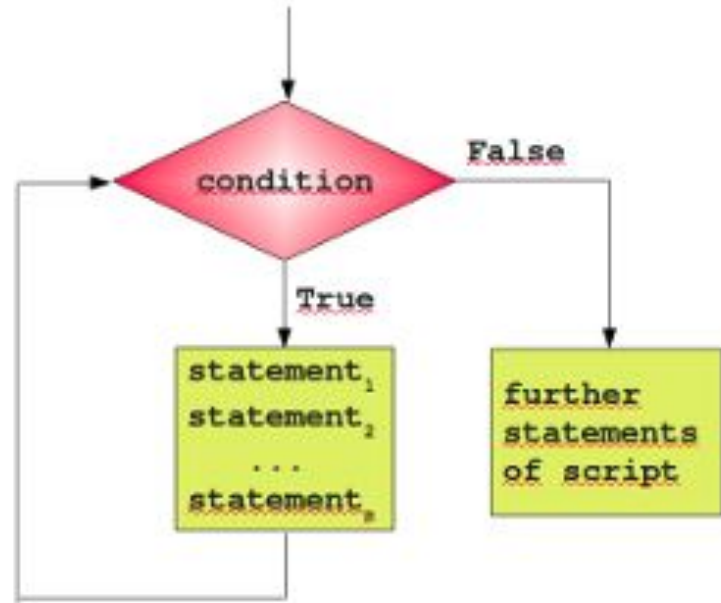 condition
False
True
statement₁
statement₂
...
statementₙ
further
statements
of script